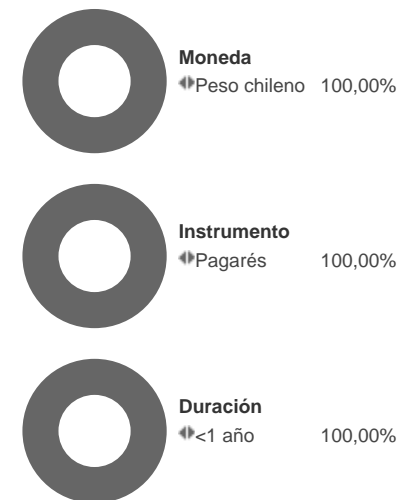 Moneda
Peso chileno 100,00%
Instrumento
Pagarés 100,00%
Duración
<1 año 100,00%